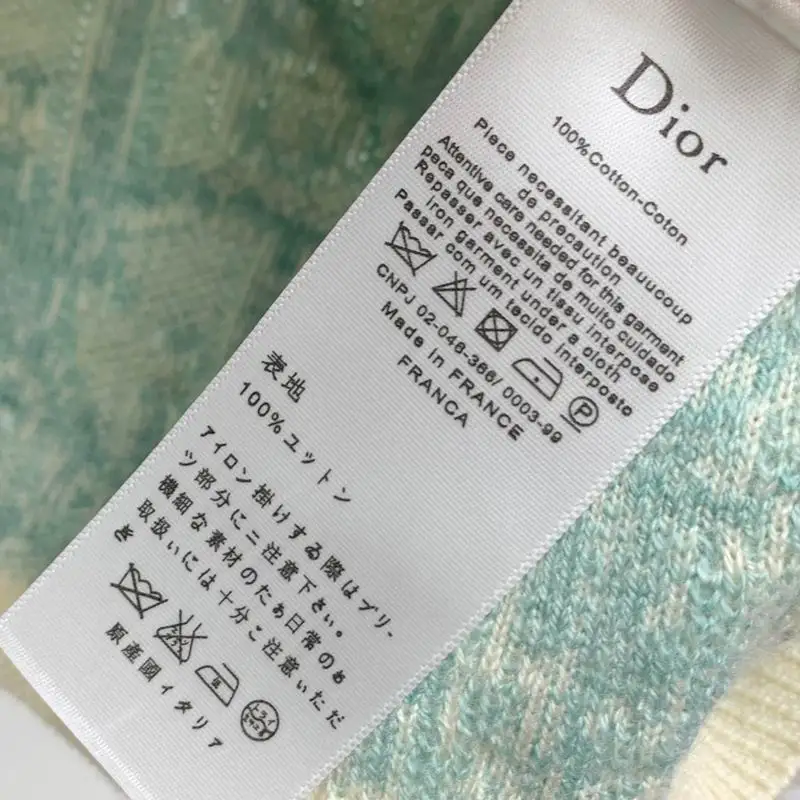 Dior
100%Cotton-Coton
Piece necessitant beauucoup
de precaution
Attentive care needed for this garment
peca que necessita de muito cuidado
Repasser avec un tissu interpose
iron garment under a cloth
Passar com um tecido interposto
P
CNPJ 02-046-366/ 0003-99
Made in FRANCE
FRANCA
表地
100%ユットン
アイロン掛けする際はプリ-
ツ部分にニ注意下さい。
機細な素材のたぁ日常のぬ
取扱いには十分こ注意いただ
き
原産國イタリア